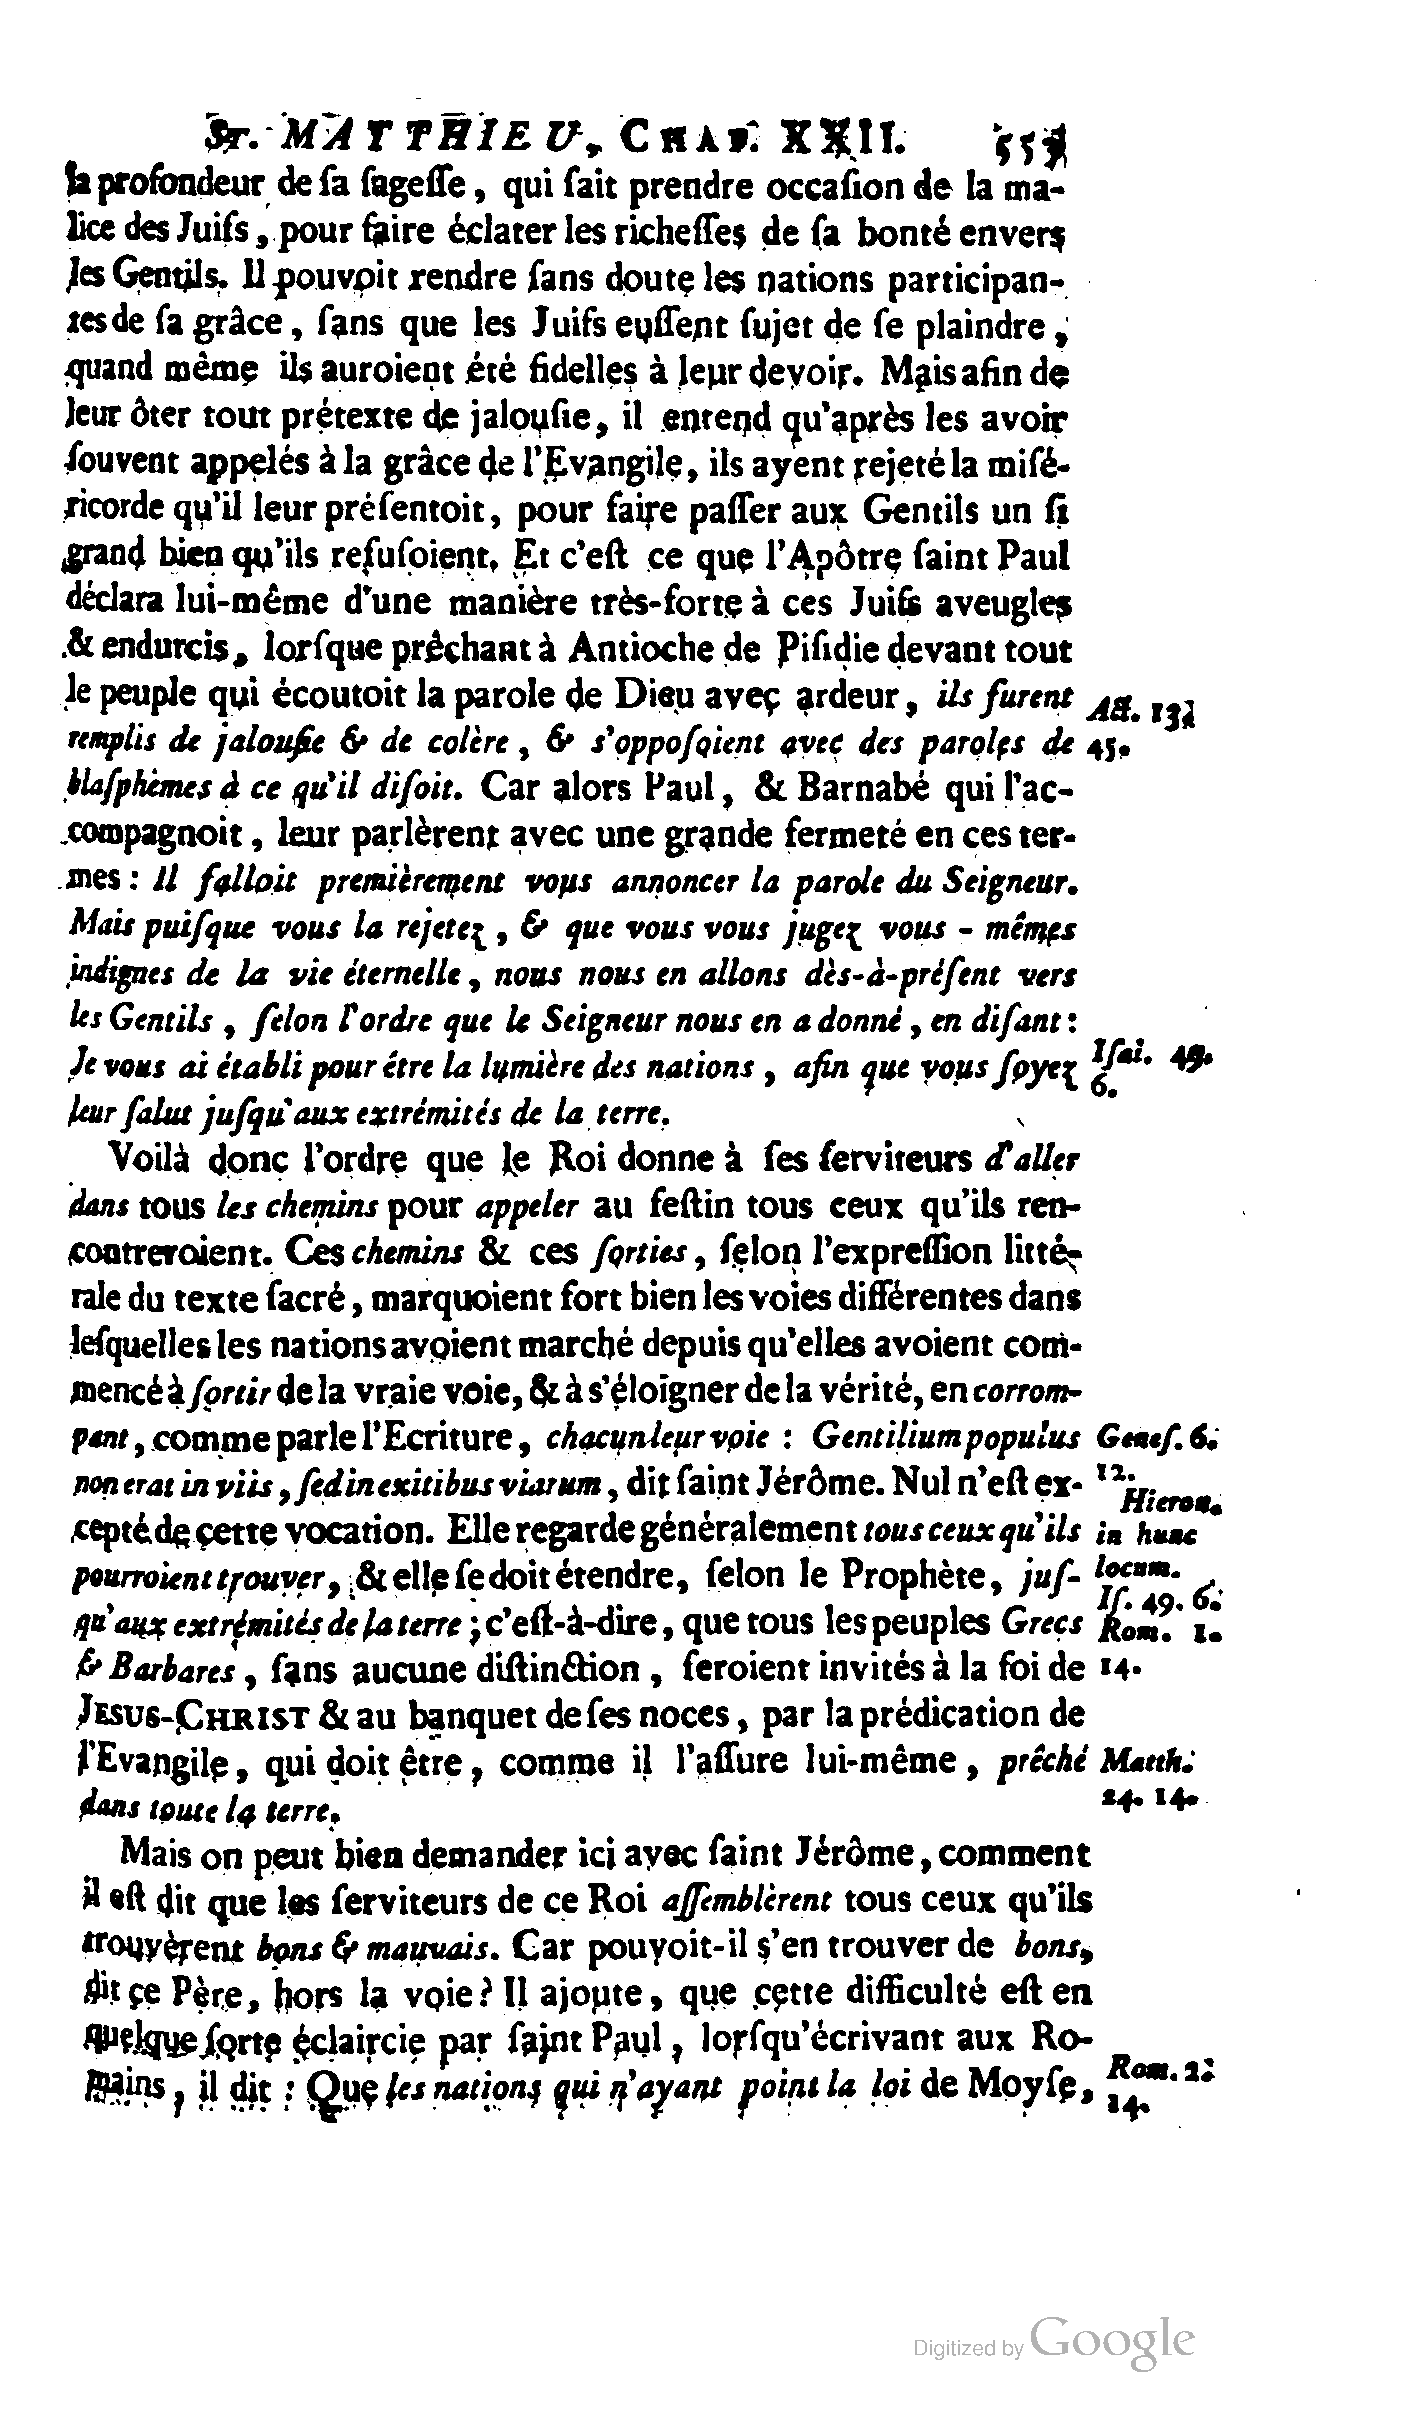 ST. MATTHIEU, CHAP. XXII.
la profondeur de ſa ſageſſe, qui ſait prendre occaſion de la ma-
lice des Juifs, pour faire éclater les richeſſes de ſa bonté envers
les Gentils. Il pouvoit rendre ſans doute les nations participan-
tes de ſa grâce, ſans que les Juifs euſſent ſujet de ſe plaindre,
quand même ils auroient été fidelles à leur devoir. Mais afin de
leur ôter tout prétexte de jalouſie, il entend qu'après les avoir
ſouvent appelés à la grâce de l'Evangile, ils ayent rejeté la miſé-
ricorde qu'il leur préſentoit, pour faire paſſer aux Gentils un ſi
grand bien qu'ils refuſoient. Et c'eſt ce que l'Apôtre ſaint Paul
déclara lui-même d'une manière très-forte à ces Juifs aveugles
& endurcis, lorſque prêchant à Antioche de Piſidie devant tout
le peuple qui écoutoit la parole de Dieu avec ardeur, ils furent
Act. 13.
remplis de jalouſie & de colère, & s'oppoſoient avec des paroles de
45.
blaſphèmes à ce qu'il diſoit. Car alors Paul, & Barnabé qui l'ac-
compagnoit, leur parlèrent avec une grande fermeté en ces ter-
mes : Il falloit premièrement vous annoncer la parole du Seigneur.
Mais puiſque vous la rejetez, & que vous vous jugez vous-mêmes
indignes de la vie éternelle, nous nous en allons dès-à-préſent vers
les Gentils, ſelon l'ordre que le Seigneur nous en a donné, en diſant :
Je vous ai établi pour être la lumière des nations, afin que vous ſoyez
Iſai. 49.
6.
leur ſalut juſqu'aux extrémités de la terre.
Voilà donc l'ordre que le Roi donne à ſes ſerviteurs d'aller
dans tous les chemins pour appeler au feſtin tous ceux qu'ils ren-
contreroient. Ces chemins & ces ſorties, ſelon l'expreſſion litté-
rale du texte ſacré, marquoient fort bien les voies différentes dans
leſquelles les nations avoient marché depuis qu'elles avoient com-
mencé à ſortir de la vraie voie, & à s'éloigner de la vérité, en corrom-
pant, comme parle l'Ecriture, chacun leur voie : Gentilium populus
Geneſ. 6.
12.
non erat in viis, ſed in exitibus viarum, dit ſaint Jérôme. Nul n'eſt ex-
Hieron.
cepté de cette vocation. Elle regarde généralement tous ceux qu'ils
in hunc
pourroient trouver, & elle ſe doit étendre, ſelon le Prophète, juſ-
locum.
Iſ. 49. 6.
qu'aux extrémités de la terre ; c'eſt-à-dire, que tous les peuples Grecs
Rom. 1.
& Barbares, ſans aucune diſtinction, ſeroient invités à la foi de
14.
JESUS-CHRIST & au banquet de ſes noces, par la prédication de
l'Evangile, qui doit être, comme il l'aſſure lui-même, prêché
Matth.
dans toute la terre.
24. 14.
Mais on peut bien demander ici avec ſaint Jérôme, comment
il eſt dit que les ſerviteurs de ce Roi aſſemblèrent tous ceux qu'ils
trouvèrent bons & mauvais. Car pouvoit-il s'en trouver de bons,
dit ce Père, hors la voie? Il ajoute, que cette difficulté eſt en
quelque ſorte éclaircie par ſaint Paul, lorſqu'écrivant aux Ro-
mains, il dit : Que les nations qui n'ayant point la loi de Moyſe,
Rom. 2.
14.
Digitized by Google